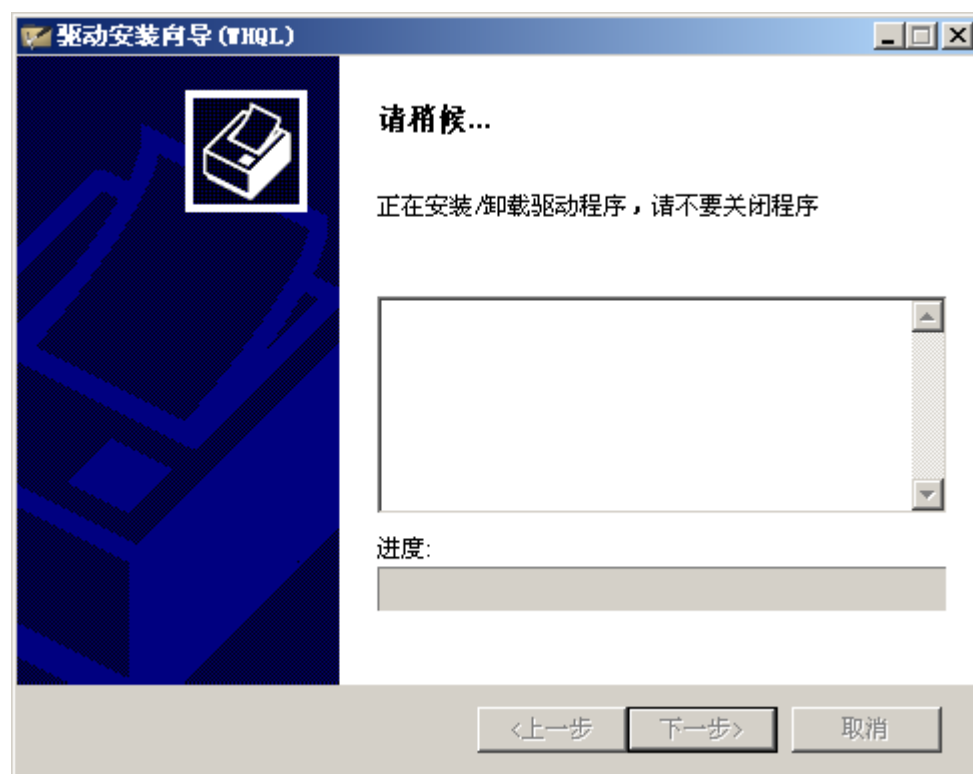 驱动安装向导(WHQL)
请稍候...
正在安装/卸载驱动程序，请不要关闭程序
进度:
<上一步
下一步>
取消